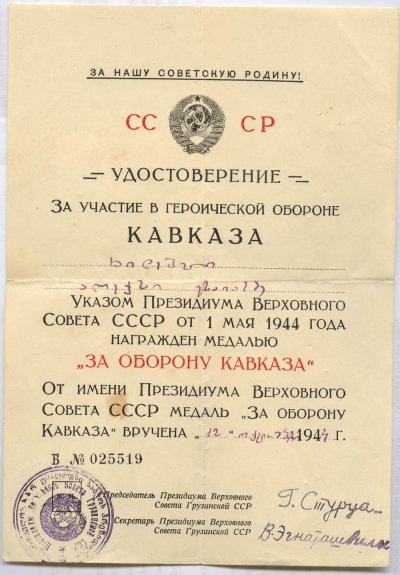 ЗА НАШУ СОВЕТСКУЮ РОДИНУ!
СС СР
— УДОСТОВЕРЕНИЕ —
ЗА УЧАСТИЕ В ГЕРОИЧЕСКОЙ ОБОРОНЕ
КАВКАЗА
УКАЗОМ ПРЕЗИДИУМА ВЕРХОВНОГО
СОВЕТА СССР ОТ 1 МАЯ 1944 ГОДА
НАГРАЖДЕН МЕДАЛЬЮ
„ЗА ОБОРОНУ КАВКАЗА“
ОТ ИМЕНИ ПРЕЗИДИУМА ВЕРХОВНОГО
СОВЕТА СССР МЕДАЛЬ „ЗА ОБОРОНУ
КАВКАЗА“ ВРУЧЕНА „12“ 1944 г.
Б № 025519
Председатель Президиума Верховного
Совета Грузинской ССР
Г. Стуруа
Секретарь Президиума Верховного
Совета Грузинской ССР
В. Эгнаташвили